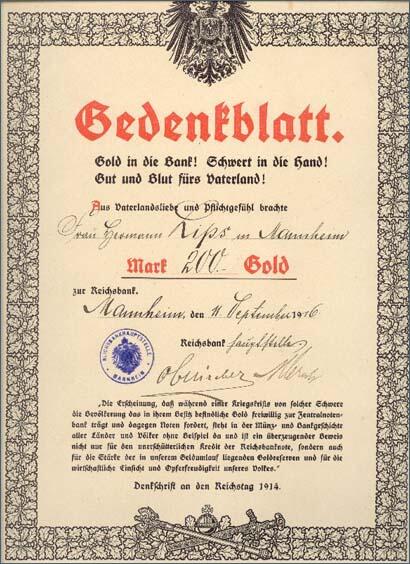 Gedenkblatt.
Gold in die Bank! Schwert in die Hand!
Gut und Blut fürs Vaterland!
Aus Vaterlandsliebe und Pflichtgefühl brachte
Frau Hermann Lips in Mannheim
Mark 200.- Gold
zur Reichsbank.
Mannheim, den 11 September 1916
Reichsbank hauptstelle
REICHSBANKHAUPTSTELLE
MANNHEIM
„Die Erscheinung, daß während einer Kriegskrisis von solcher Schwere
die Bevölkerung das in ihrem Besitz befindliche Gold freiwillig zur Zentralnoten-
bank trägt und dagegen Noten fordert, steht in der Münz- und Bankgeschichte
aller Länder und Völker ohne Beispiel da und ist ein überzeugender Beweis
nicht nur für den unerschütterlichen Kredit der Reichsbanknote, sondern auch
für die Stärke der in unserem Geldumlauf liegenden Goldreserven und für die
wirtschaftliche Einsicht und Opferfreudigkeit unseres Volkes.“
Denkschrift an den Reichstag 1914.